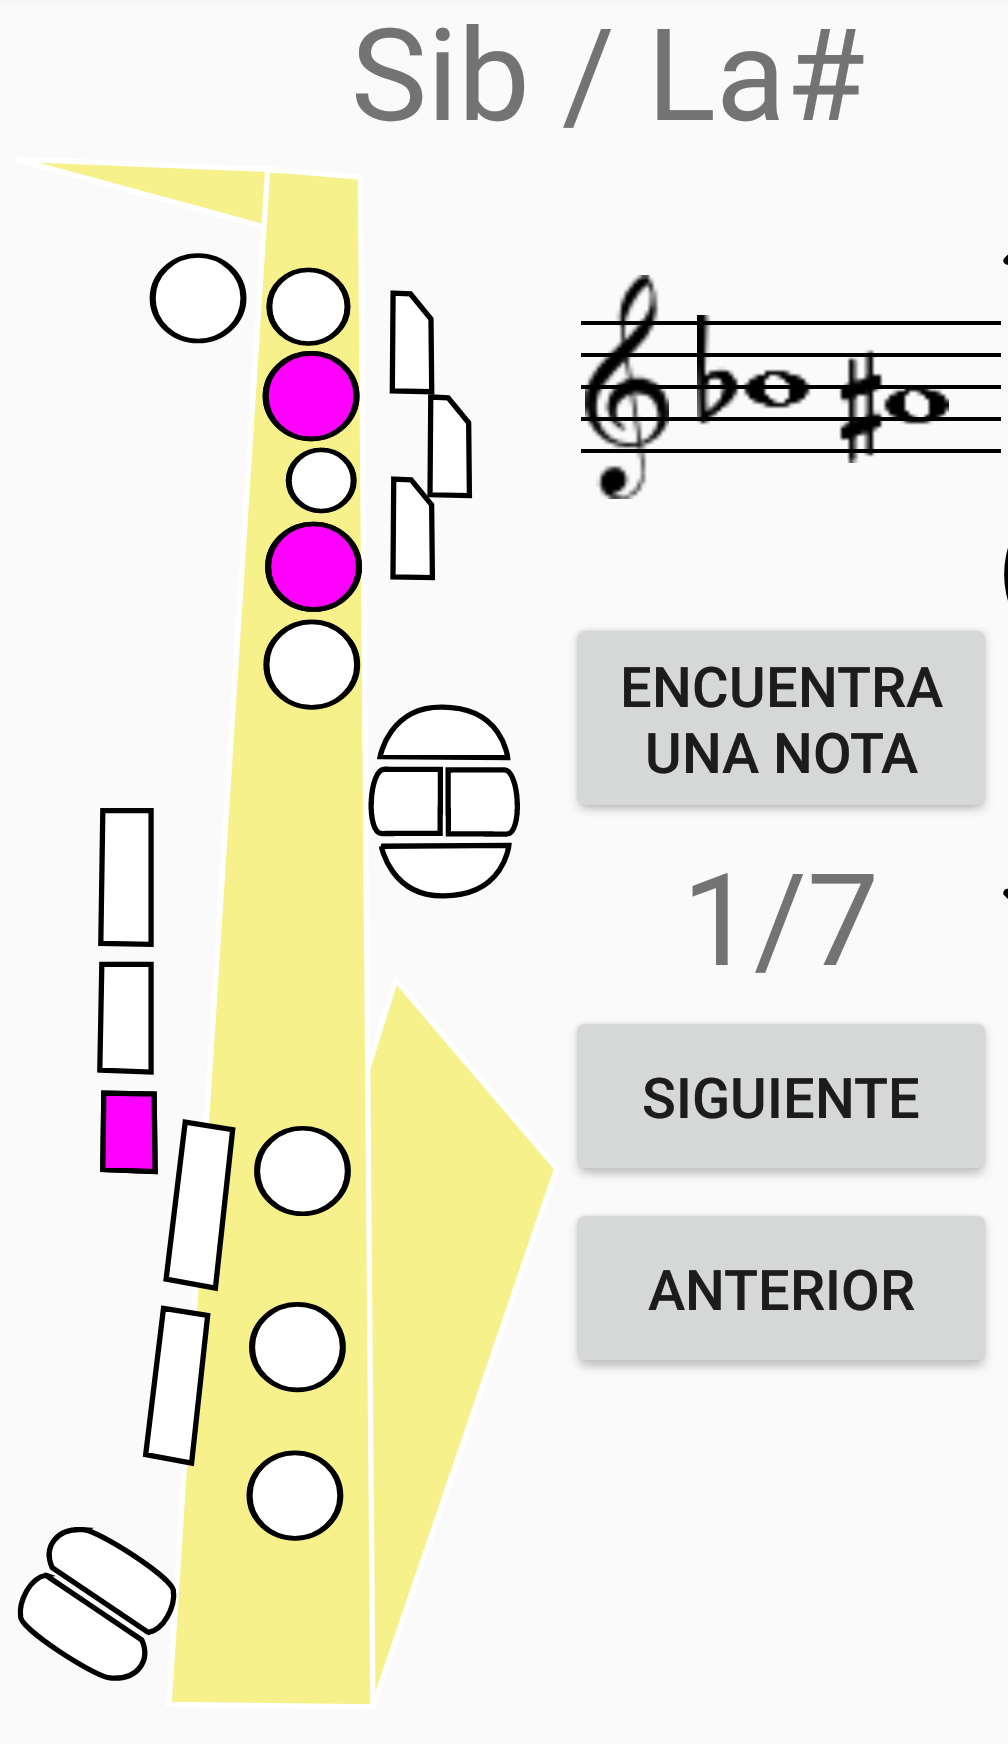 Sib / La#
ENCUENTRA
UNA NOTA
1/7
SIGUIENTE
ANTERIOR